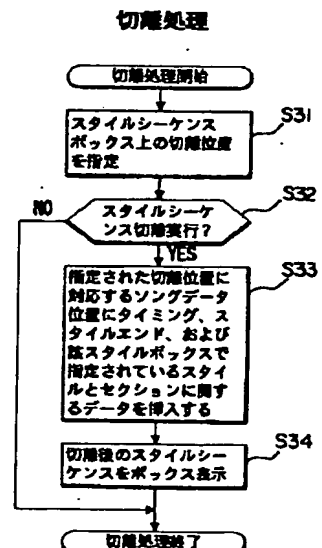 切離処理
切離処理開始
スタイルシーケンス
ボックス上の切離位置
を指定
S31
スタイルシーケ
ンス切離実行?
S32
NO
YES
指定された切離位置に
対応するソングデータ
位置にタイミング、ス
タイルエンド、および
該スタイルボックスで
指定されているスタイ
ルとセクションに関す
るデータを挿入する
S33
切離後のスタイルシー
ケンスをボックス表示
S34
切離処理終了